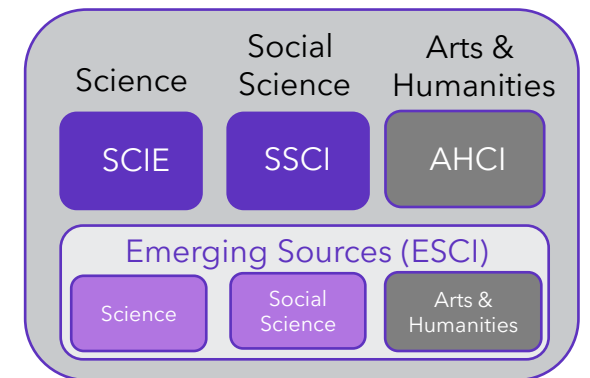 Science
Social
Science
Arts &
Humanities
SCIE
SSCI
AHCI
Emerging Sources (ESCI)
Science
Social
Science
Arts &
Humanities